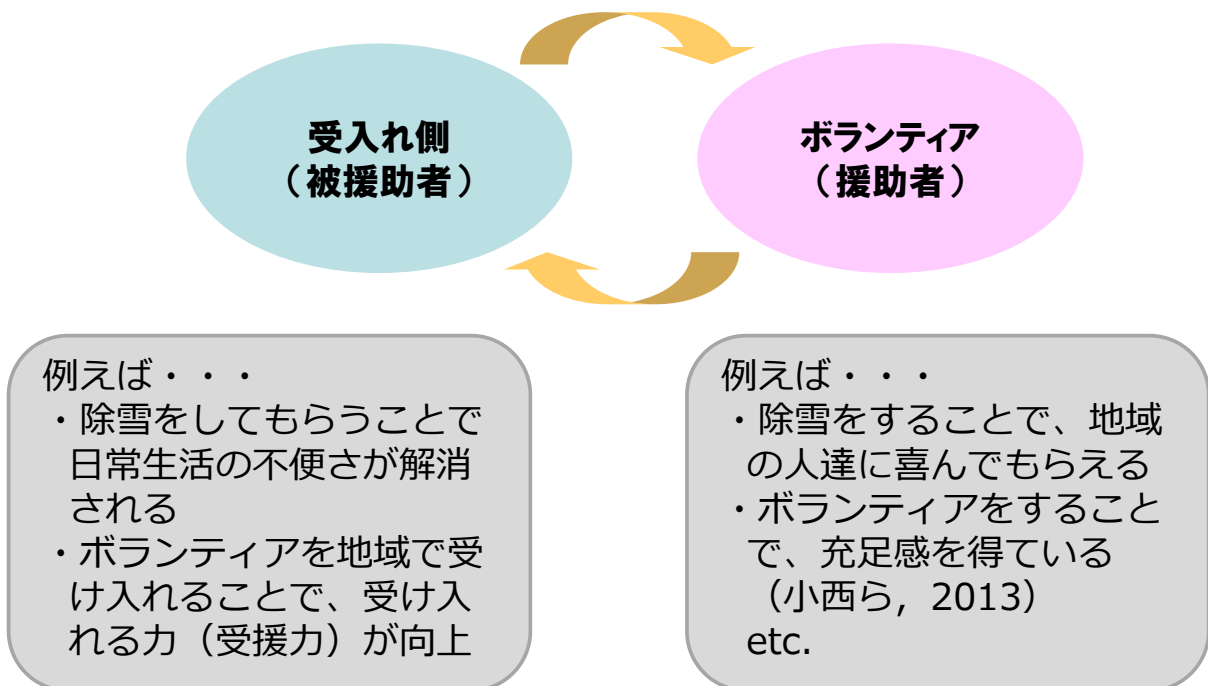 受入れ側
（被援助者）
ボランティア
（援助者）
例えば・・・
・除雪をしてもらうことで
日常生活の不便さが解消
される
・ボランティアを地域で受
け入れることで、受け入
れる力（受援力）が向上
例えば・・・
・除雪をすることで、地域
の人達に喜んでもらえる
・ボランティアをすること
で、充足感を得ている
（小西ら, 2013）
etc.